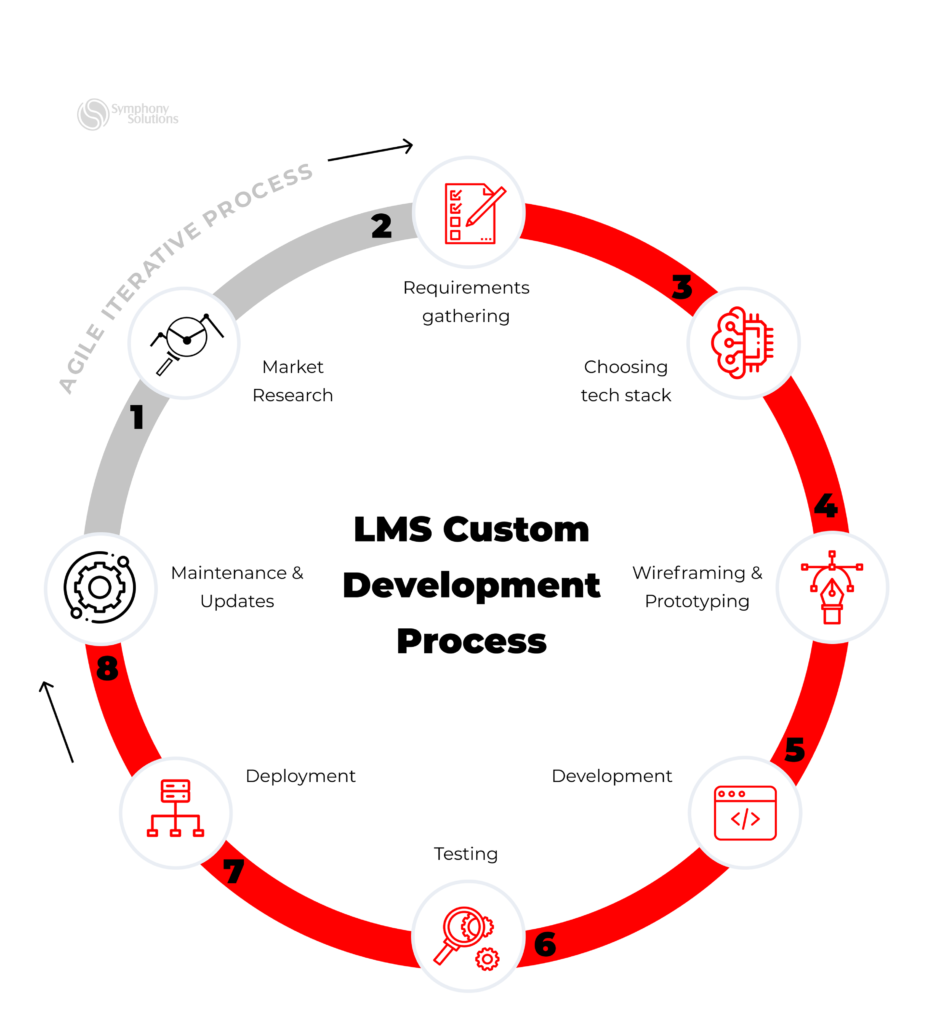 Symphony
Solutions
AGILE ITERATIVE PROCESS
2
Requirements
gathering
3
Market
Research
Choosing
tech stack
1
4
LMS Custom
Development
Process
Maintenance &
Updates
Wireframing &
Prototyping
8
5
Deployment
Development
</>
Testing
7
6